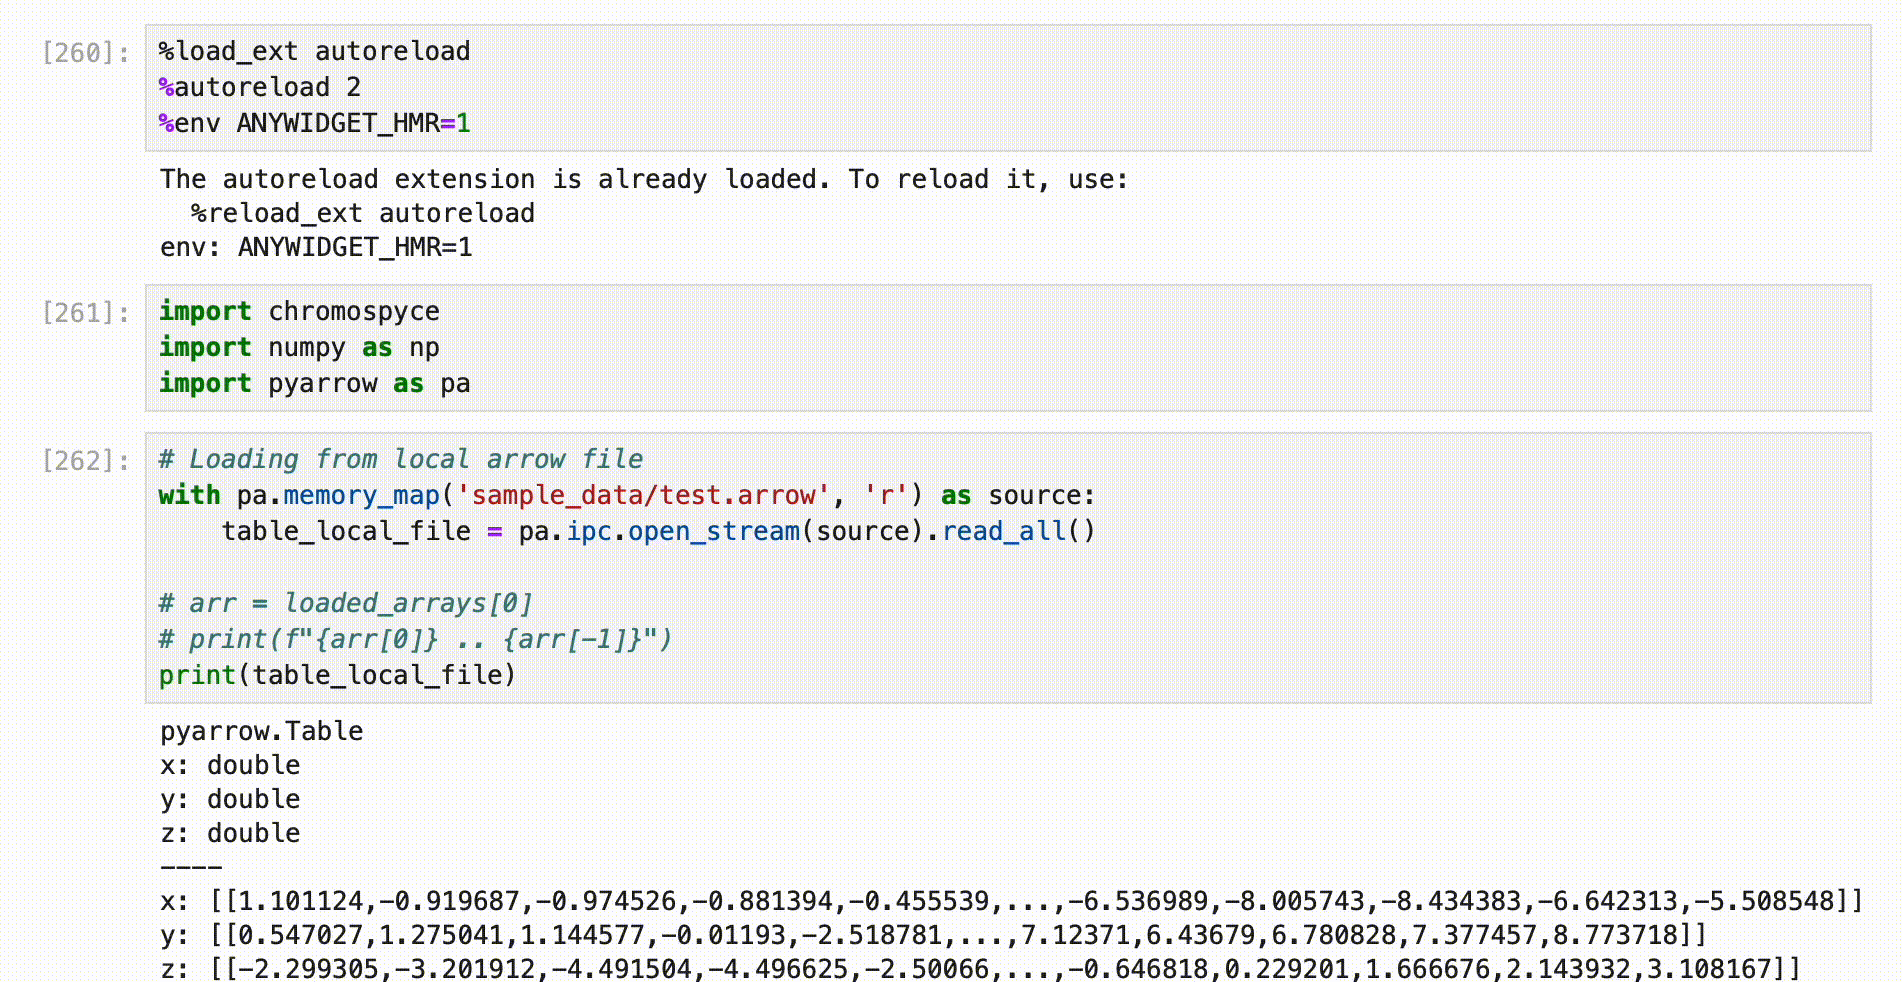 [260]: %load_ext autoreload
%autoreload 2
%env ANYWIDGET_HMR=1
The autoreload extension is already loaded. To reload it, use:
  %reload_ext autoreload
env: ANYWIDGET_HMR=1
[261]: import chromospyce
import numpy as np
import pyarrow as pa
[262]: # Loading from local arrow file
with pa.memory_map('sample_data/test.arrow', 'r') as source:
    table_local_file = pa.ipc.open_stream(source).read_all()

# arr = loaded_arrays[0]
# print(f"{arr[0]} .. {arr[-1]}")
print(table_local_file)
pyarrow.Table
x: double
y: double
z: double
----
x: [[1.101124,-0.919687,-0.974526,-0.881394,-0.455539,...,-6.536989,-8.005743,-8.434383,-6.642313,-5.508548]]
y: [[0.547027,1.275041,1.144577,-0.01193,-2.518781,...,7.12371,6.43679,6.780828,7.377457,8.773718]]
z: [[-2.299305,-3.201912,-4.491504,-4.496625,-2.50066,...,-0.646818,0.229201,1.666676,2.143932,3.108167]]